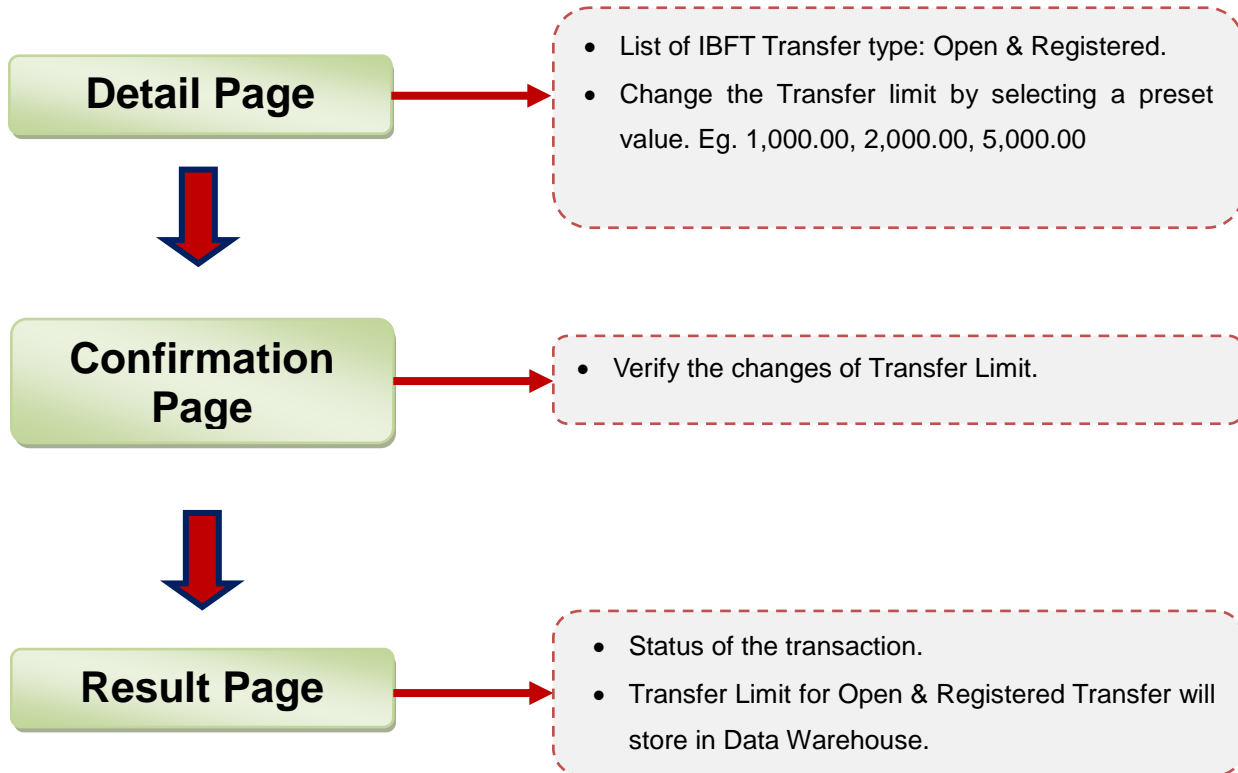 Detail Page
• List of IBFT Transfer type: Open & Registered.
• Change the Transfer limit by selecting a preset
value. Eg. 1,000.00, 2,000.00, 5,000.00
Confirmation
Page
• Verify the changes of Transfer Limit.
Result Page
• Status of the transaction.
• Transfer Limit for Open & Registered Transfer will
store in Data Warehouse.